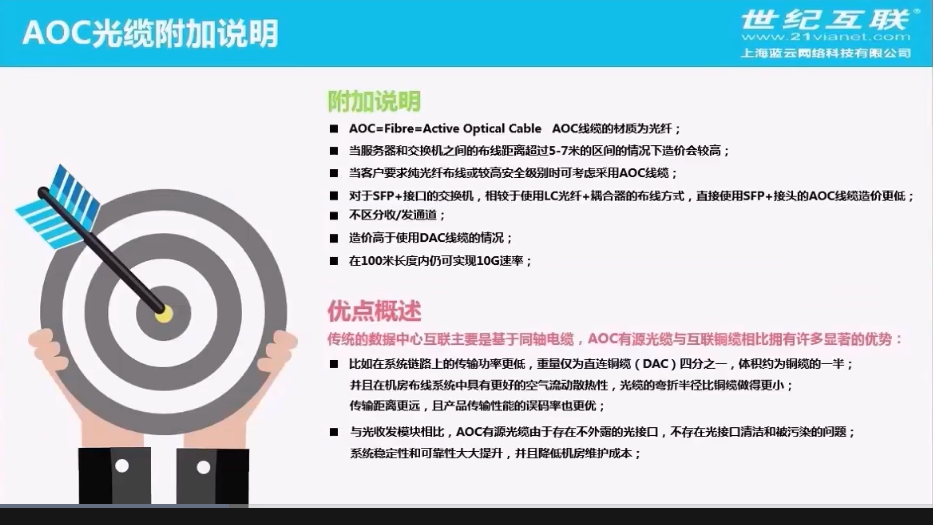 AOC光缆附加说明
世纪互联®
www.21vianet.com
上海蓝云网络科技有限公司
附加说明
■ AOC=Fibre=Active Optical Cable AOC线缆的材质为光纤；
■ 当服务器和交换机之间的布线距离超过5-7米的区间的情况下造价会较高；
■ 当客户要求纯光纤布线或较高安全级别时可考虑采用AOC线缆；
■ 对于SFP+接口的交换机，相较于使用LC光纤+耦合器的布线方式，直接使用SFP+接头的AOC线缆造价更低；
■ 不区分收/发通道；
■ 造价高于使用DAC线缆的情况；
■ 在100米长度内仍可实现10G速率；
优点概述
传统的数据中心互联主要是基于同轴电缆，AOC有源光缆与互联铜缆相比拥有许多显著的优势：
■ 比如在系统链路上的传输功率更低，重量仅为直连铜缆（DAC）四分之一，体积约为铜缆的一半；
并且在机房布线系统中具有更好的空气流动散热性，光缆的弯折半径比铜缆做得更小；
传输距离更远，且产品传输性能的误码率也更优；
■ 与光收发模块相比，AOC有源光缆由于存在不外露的光接口，不存在光接口清洁和被污染的问题；
系统稳定性和可靠性大大提升，并且降低机房维护成本；